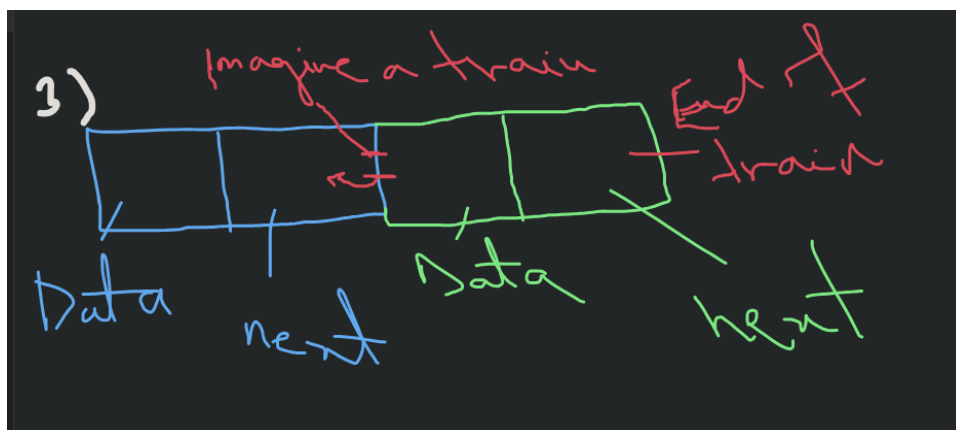 Imagine a train
3)
End of
train
Data
next
Data
next